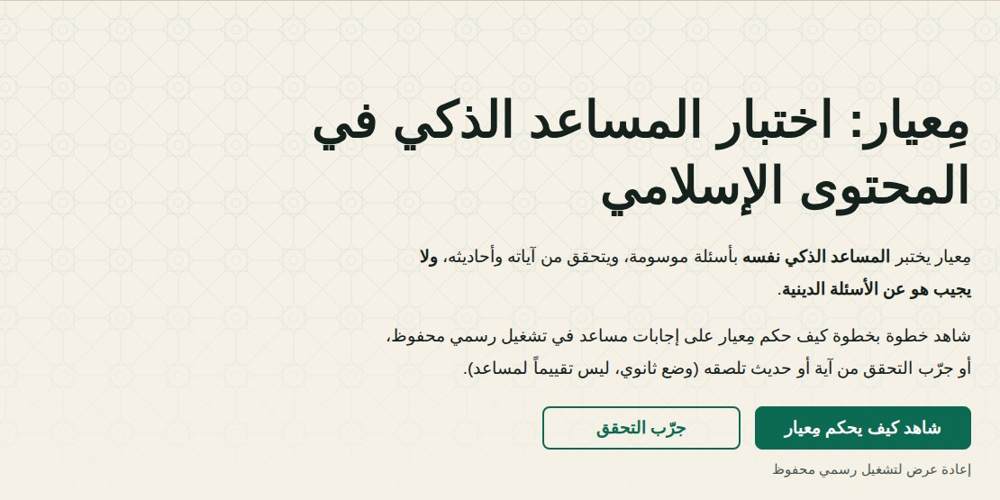 مِعيار: اختبار المساعد الذكي في
المحتوى الإسلامي
مِعيار يختبر المساعد الذكي نفسه بأسئلة موسومة، ويتحقق من آياته وأحاديثه، ولا
يجيب هو عن الأسئلة الدينية.
شاهد خطوة بخطوة كيف حكم مِعيار على إجابات مساعد في تشغيل رسمي محفوظ،
أو جرّب التحقق من آية أو حديث تلصقه (وضع ثانوي، ليس تقييماً لمساعد).
شاهد كيف يحكم مِعيار
جرّب التحقق
إعادة عرض لتشغيل رسمي محفوظ